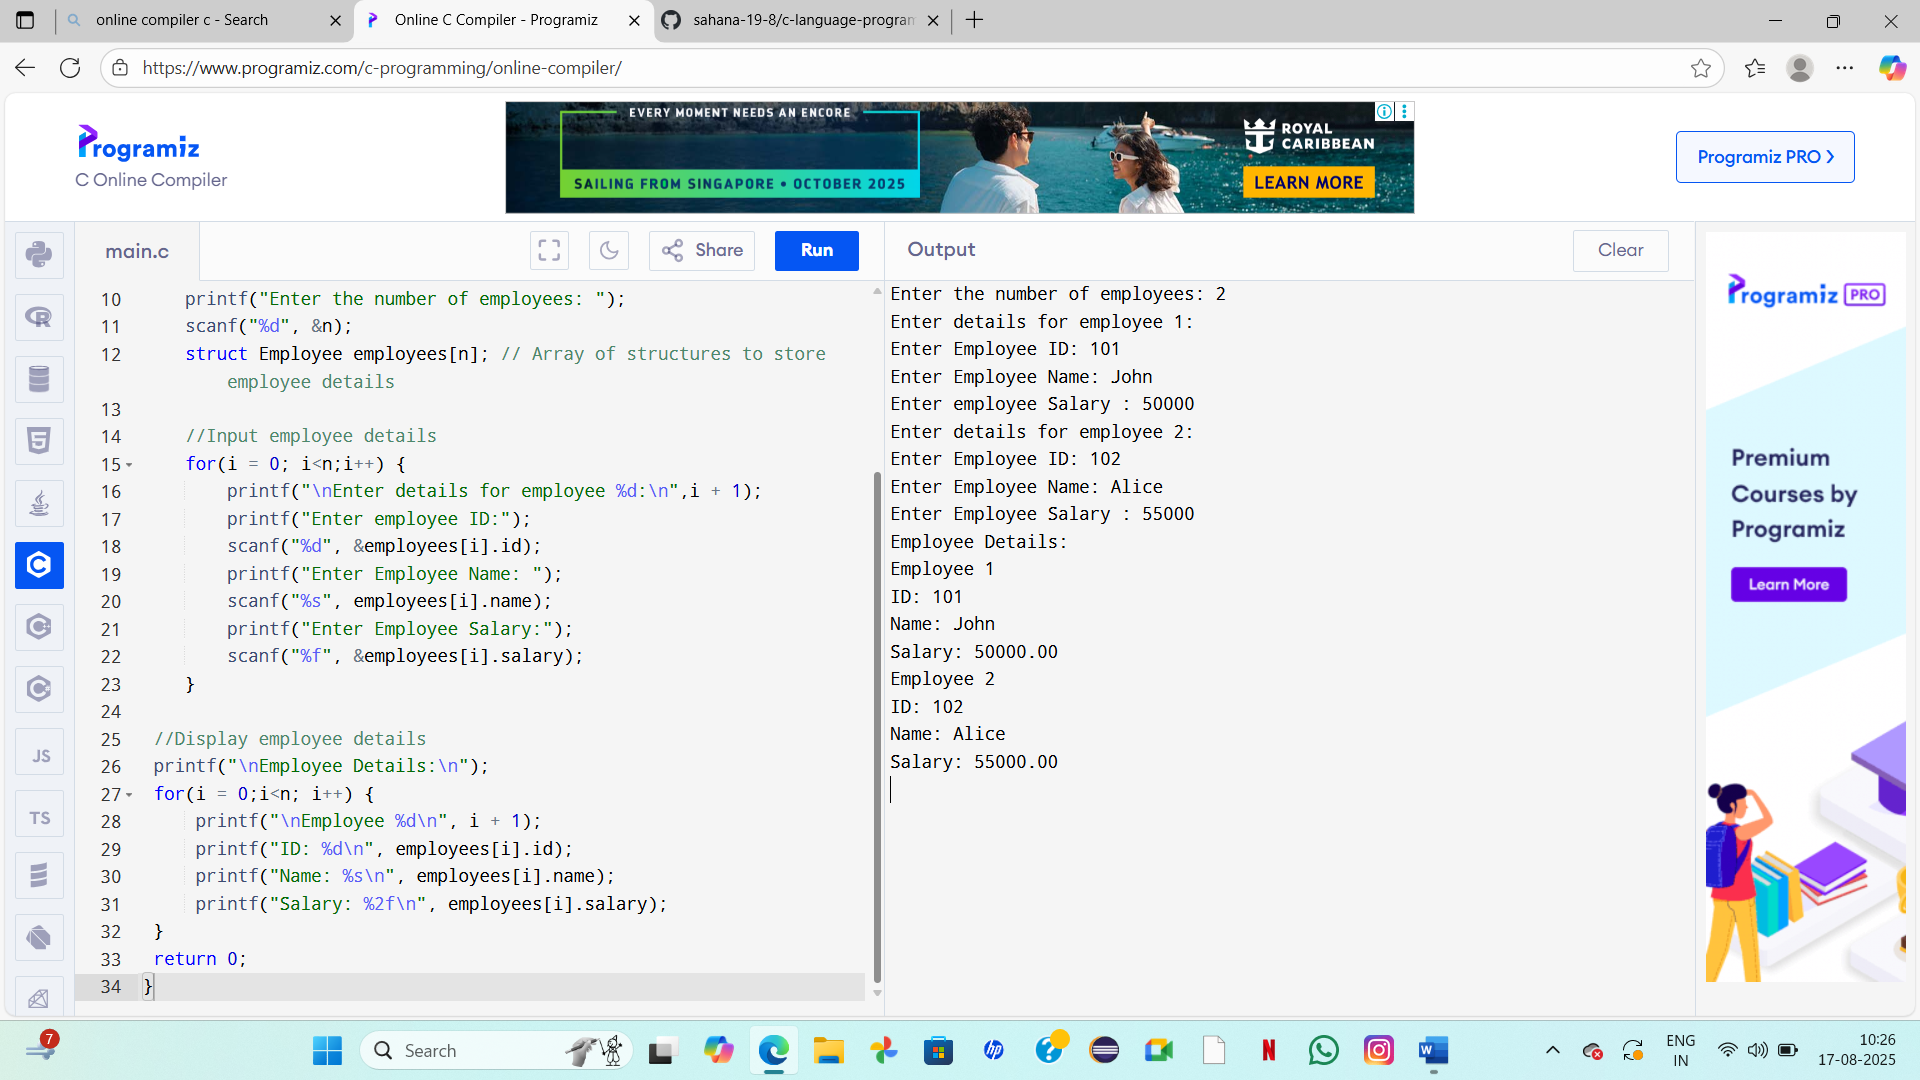 online compiler c - Search
Online C Compiler - Programiz
sahana-19-8/c-language-program
https://www.programiz.com/c-programming/online-compiler/
Programiz
C Online Compiler
EVERY MOMENT NEEDS AN ENCORE
SAILING FROM SINGAPORE • OCTOBER 2025
ROYAL
CARIBBEAN
LEARN MORE
Programiz PRO
main.c
Share
Run
Output
Clear
10 printf("Enter the number of employees: ");
11 scanf("%d", &n);
12 struct Employee employees[n]; // Array of structures to store
employee details
13
14 //Input employee details
15 for(i = 0; i<n;i++) {
16 printf("\nEnter details for employee %d:\n",i + 1);
17 printf("Enter employee ID:");
18 scanf("%d", &employees[i].id);
19 printf("Enter Employee Name: ");
20 scanf("%s", employees[i].name);
21 printf("Enter Employee Salary:");
22 scanf("%f", &employees[i].salary);
23 }
24
25 //Display employee details
26 printf("\nEmployee Details:\n");
27 for(i = 0;i<n; i++) {
28 printf("\nEmployee %d\n", i + 1);
29 printf("ID: %d\n", employees[i].id);
30 printf("Name: %s\n", employees[i].name);
31 printf("Salary: %2f\n", employees[i].salary);
32 }
33 return 0;
34 }
Enter the number of employees: 2
Enter details for employee 1:
Enter Employee ID: 101
Enter Employee Name: John
Enter employee Salary : 50000
Enter details for employee 2:
Enter Employee ID: 102
Enter Employee Name: Alice
Enter Employee Salary : 55000
Employee Details:
Employee 1
ID: 101
Name: John
Salary: 50000.00
Employee 2
ID: 102
Name: Alice
Salary: 55000.00
Programiz PRO
Premium
Courses by
Programiz
Learn More
JS
TS
7
Search
ENG
IN
10:26
17-08-2025